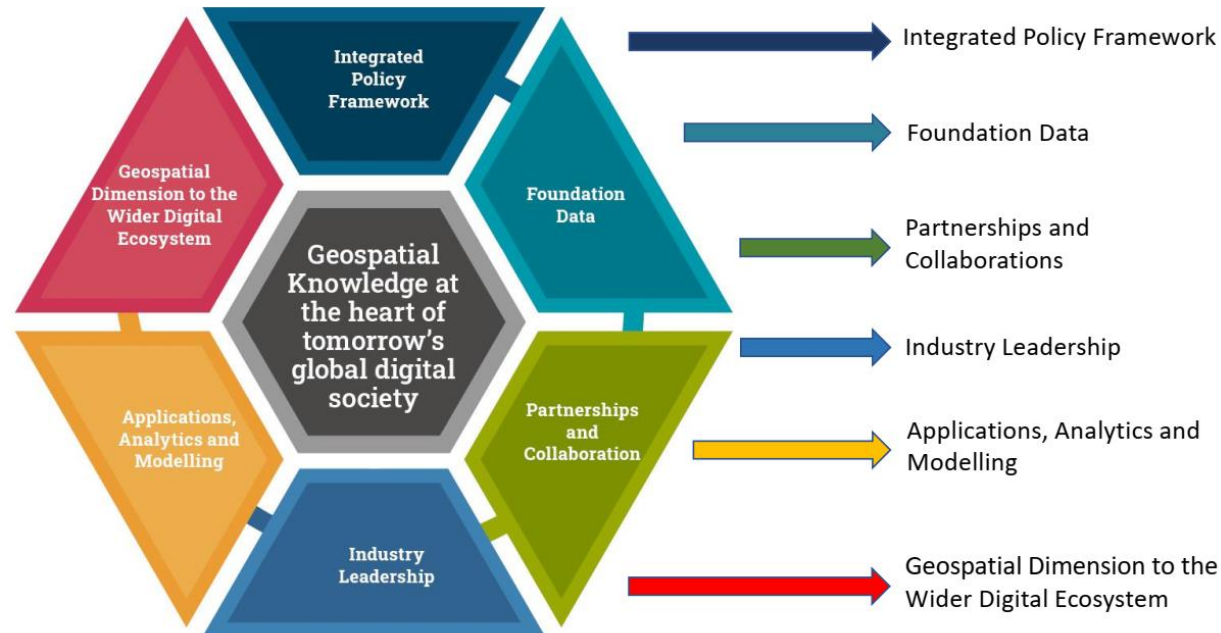 Integrated
Policy
Framework
Geospatial
Dimension to the
Wider Digital
Ecosystem
Foundation
Data
Geospatial
Knowledge at
the heart of
tomorrow's
global digital
society
Applications,
Analytics and
Modelling
Partnerships
and
Collaboration
Industry
Leadership
Integrated Policy Framework
Foundation Data
Partnerships and
Collaborations
Industry Leadership
Applications, Analytics and
Modelling
Geospatial Dimension to the
Wider Digital Ecosystem